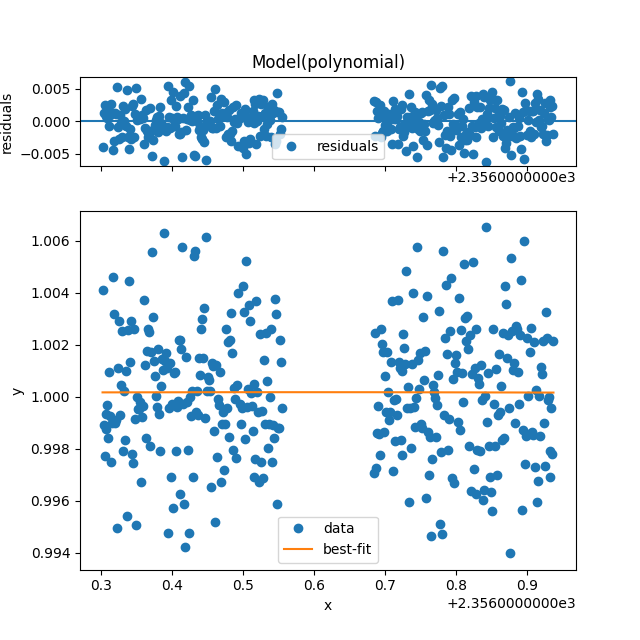 Model(polynomial)
0.005
0.000
−0.005
residuals
residuals
+2.3560000000e3
1.006
1.004
1.002
1.000
0.998
0.996
0.994
y
data
best-fit
0.3 0.4 0.5 0.6 0.7 0.8 0.9
x
+2.3560000000e3